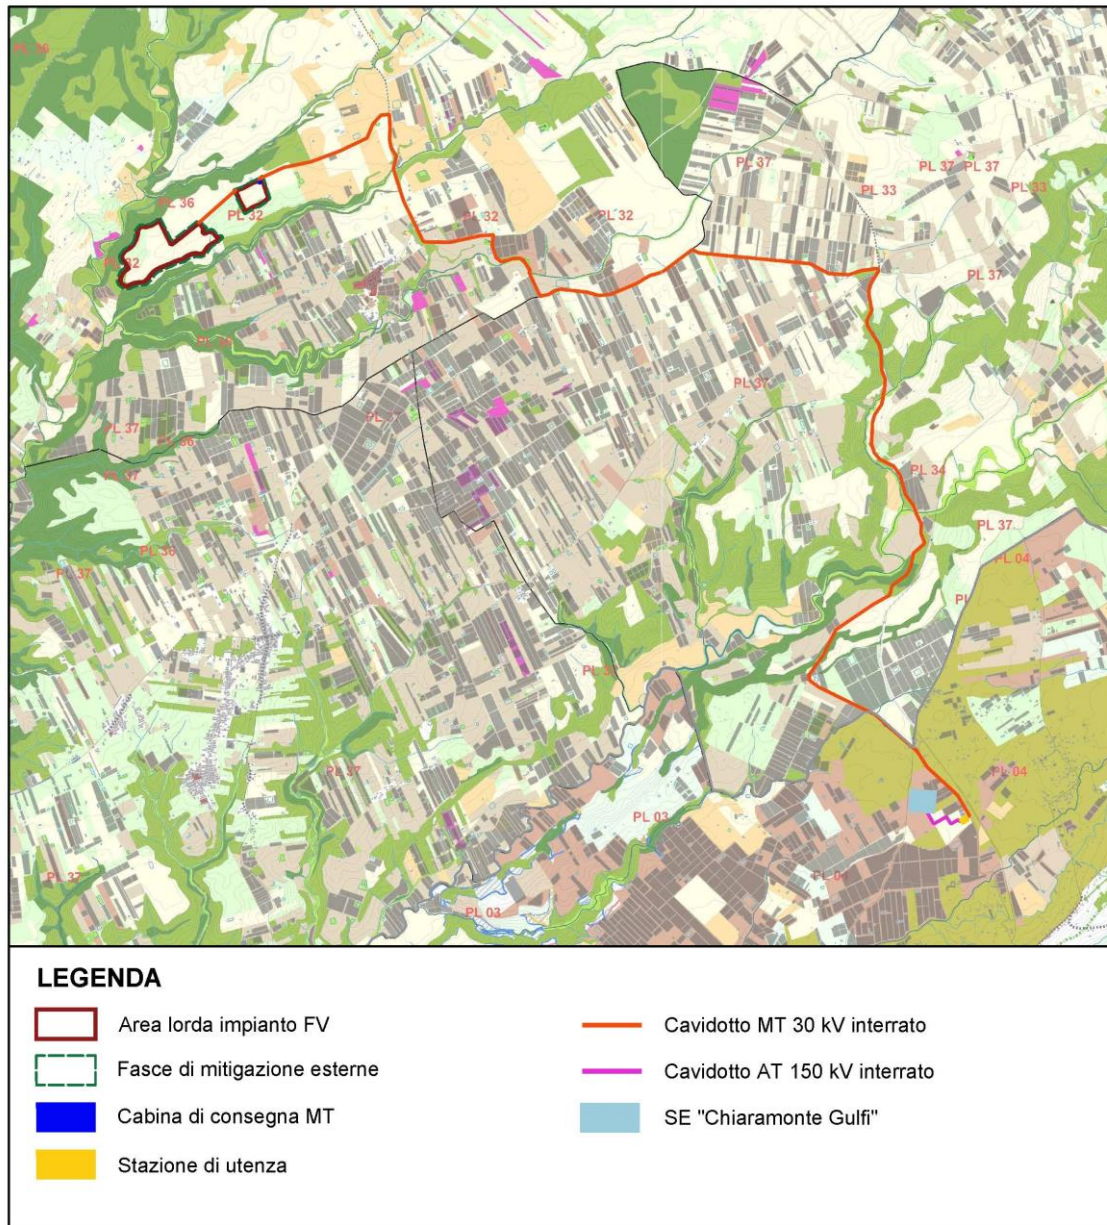 PL 36
PL 37
PL 37
PL 37
PL 33
PL 33
PL 36
PL 32
PL 32
PL 32
PL 37
PL 37
PL 37
PL 36
PL 37
PL 34
PL 37
PL 36
PL 37
PL 04
PL 37
PL 04
PL 03
PL 37
PL 03
LEGENDA
Area lorda impianto FV
Fasce di mitigazione esterne
Cabina di consegna MT
Stazione di utenza
Cavidotto MT 30 kV interrato
Cavidotto AT 150 kV interrato
SE "Chiaramonte Gulfi"